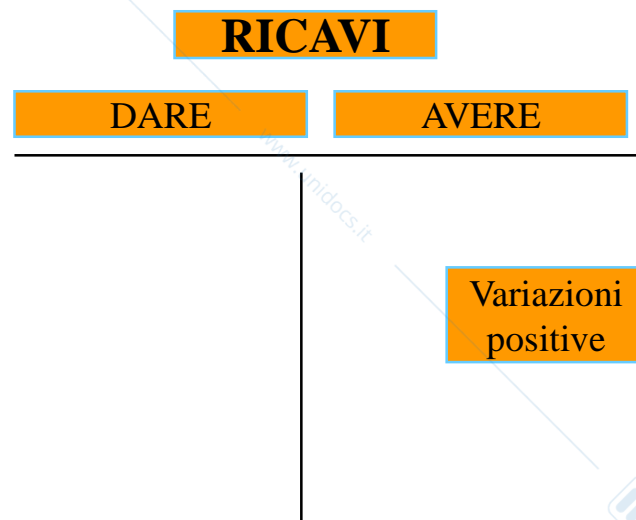 RICAVI
DARE
AVERE
www.unidocs.it
Variazioni
positive